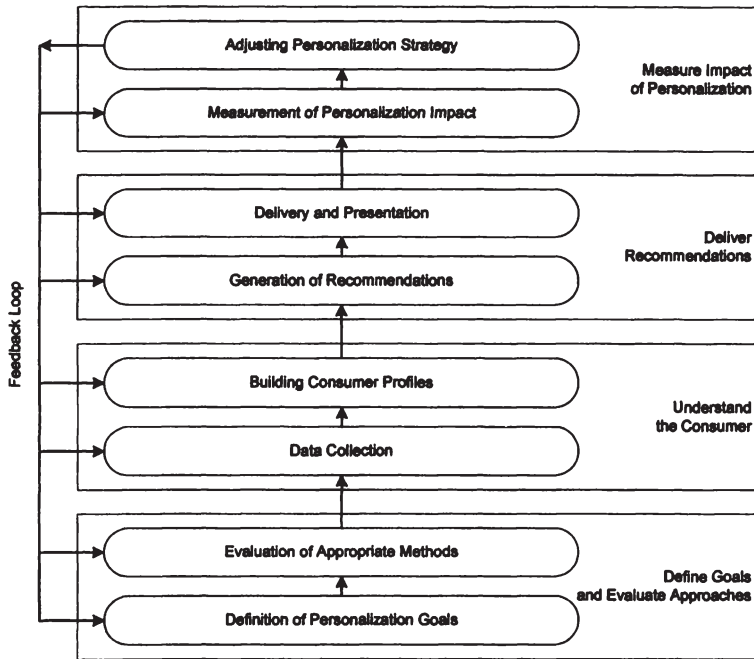 Adjusting Personalization Strategy
Measurement of Personalization Impact
Measure Impact
of Personalization
Delivery and Presentation
Generation of Recommendations
Deliver
Recommendations
Feedback Loop
Building Consumer Profiles
Data Collection
Understand
the Consumer
Evaluation of Appropriate Methods
Definition of Personalization Goals
Define Goals
and Evaluate Approaches